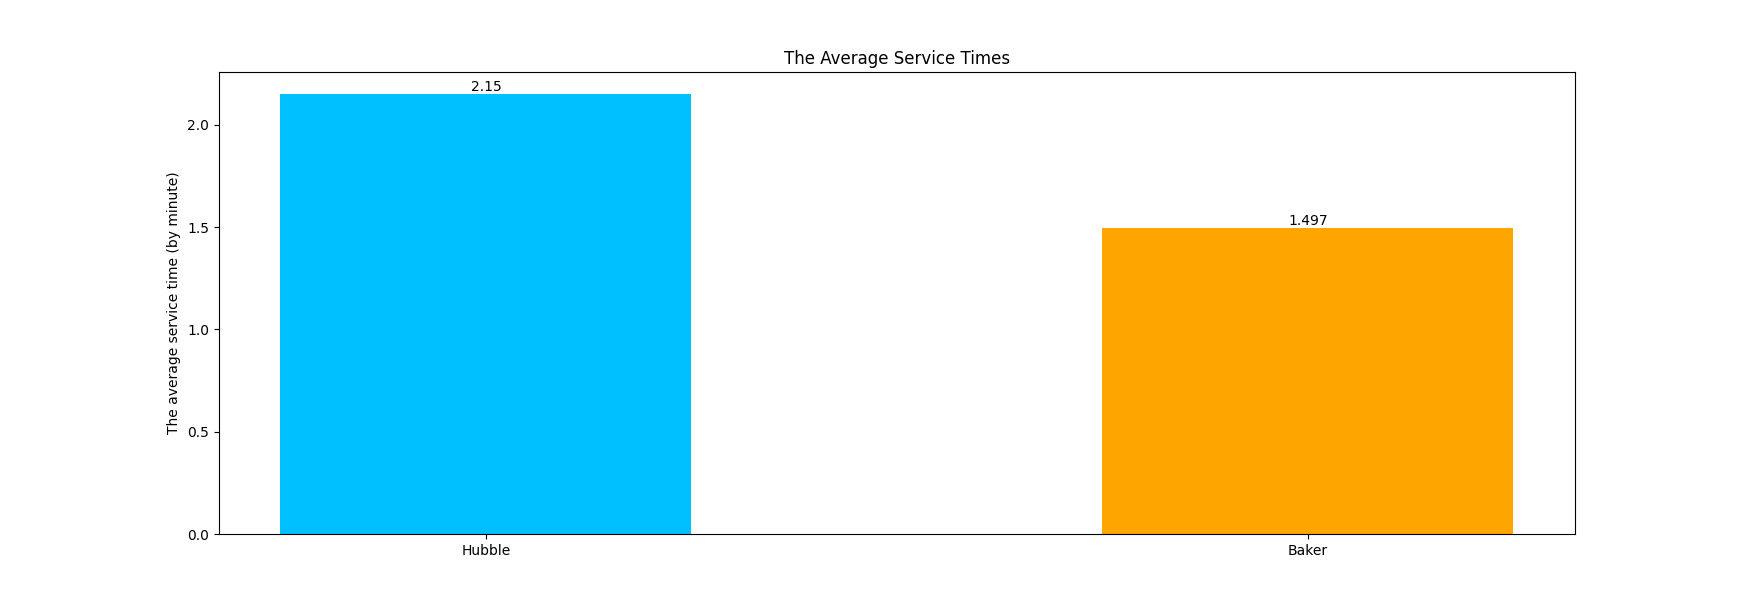 The Average Service Times
The average service time (by minute)
2.0
1.5
1.0
0.5
0.0
2.15
1.497
Hubble
Baker